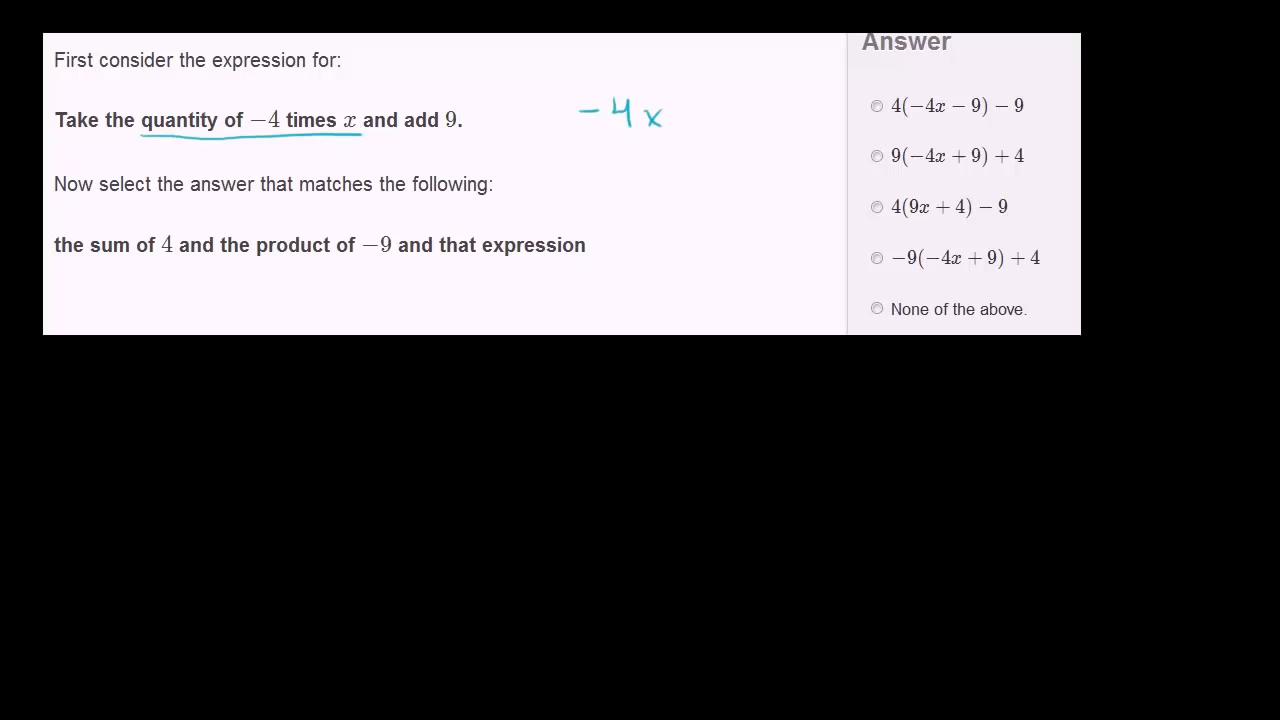 First consider the expression for:
Take the quantity of −4 times x and add 9.
−4x
Now select the answer that matches the following:
the sum of 4 and the product of −9 and that expression
Answer
4(−4x − 9) − 9
9(−4x + 9) + 4
4(9x + 4) − 9
−9(−4x + 9) + 4
None of the above.